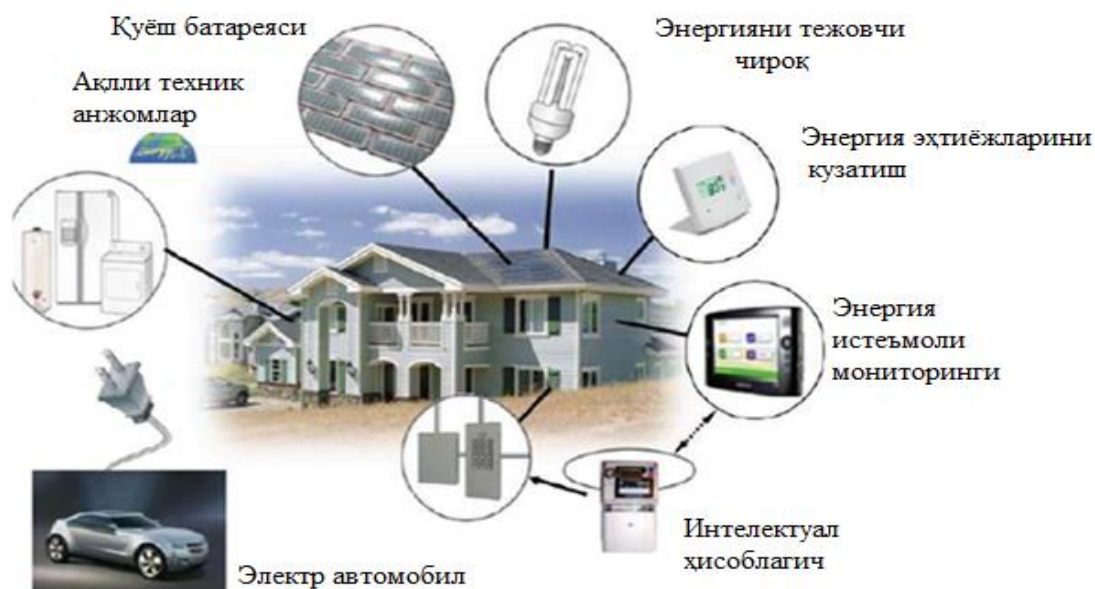 Қуёш батареяси
Энергияни тежовчи
чироқ
Ақлли техник
анжомлар
Энергия эҳтиёжларини
кузатиш
Энергия
истеъмоли
мониторинги
Интелектуал
ҳисоблагич
Электр автомобил